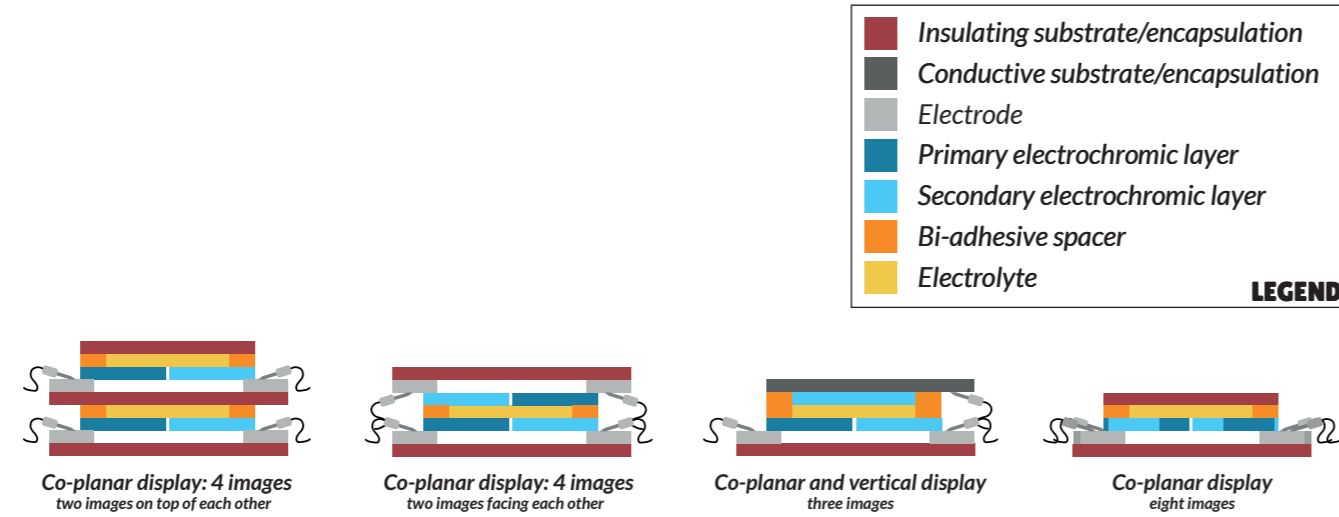 Insulating substrate/encapsulation
Conductive substrate/encapsulation
Electrode
Primary electrochromic layer
Secondary electrochromic layer
Bi-adhesive spacer
Electrolyte
LEGEND
Co-planar display: 4 images
two images on top of each other
Co-planar display: 4 images
two images facing each other
Co-planar and vertical display
three images
Co-planar display
eight images